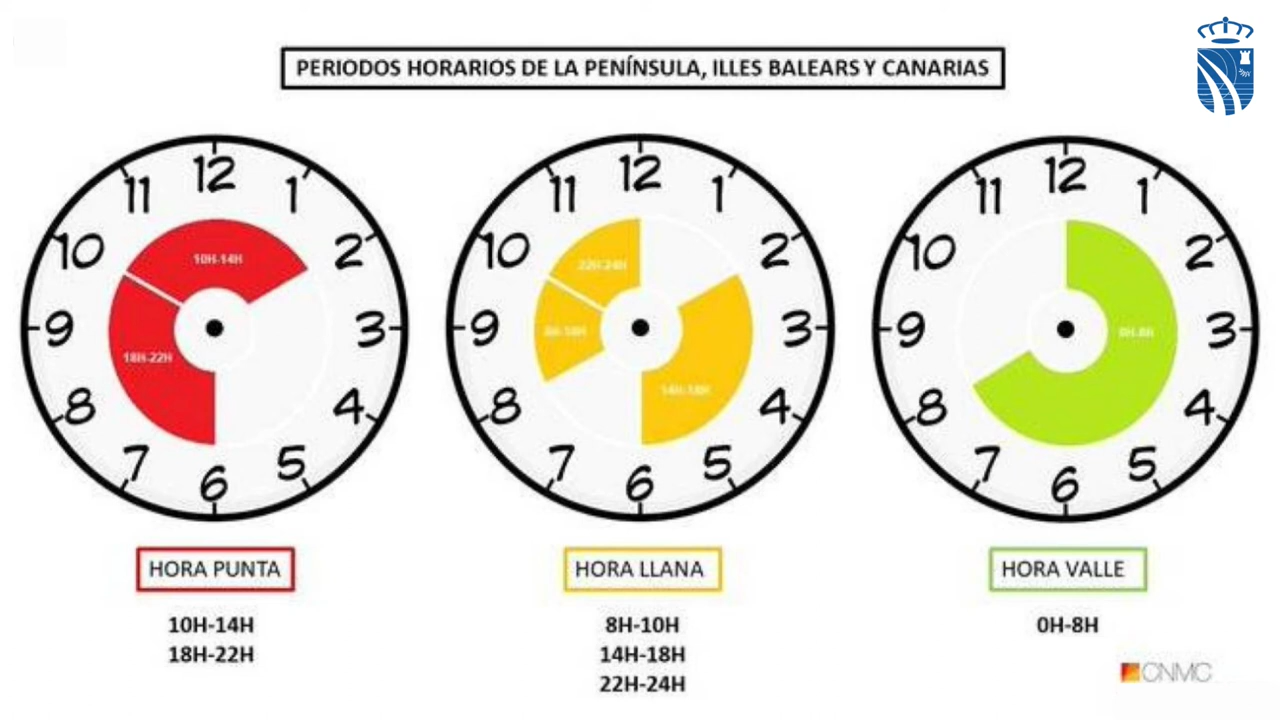 PERIODOS HORARIOS DE LA PENÍNSULA, ILLES BALEARS Y CANARIAS
12
11
1
10
2
10H-14H
9
3
18H-22H
8
4
7
5
6
12
11
1
10
2
22H-24H
9
3
8H-10H
14H-18H
8
4
7
5
6
12
11
1
10
2
9
3
0H-8H
8
4
7
5
6
HORA PUNTA
10H-14H
18H-22H
HORA LLANA
8H-10H
14H-18H
22H-24H
HORA VALLE
0H-8H
CNMC